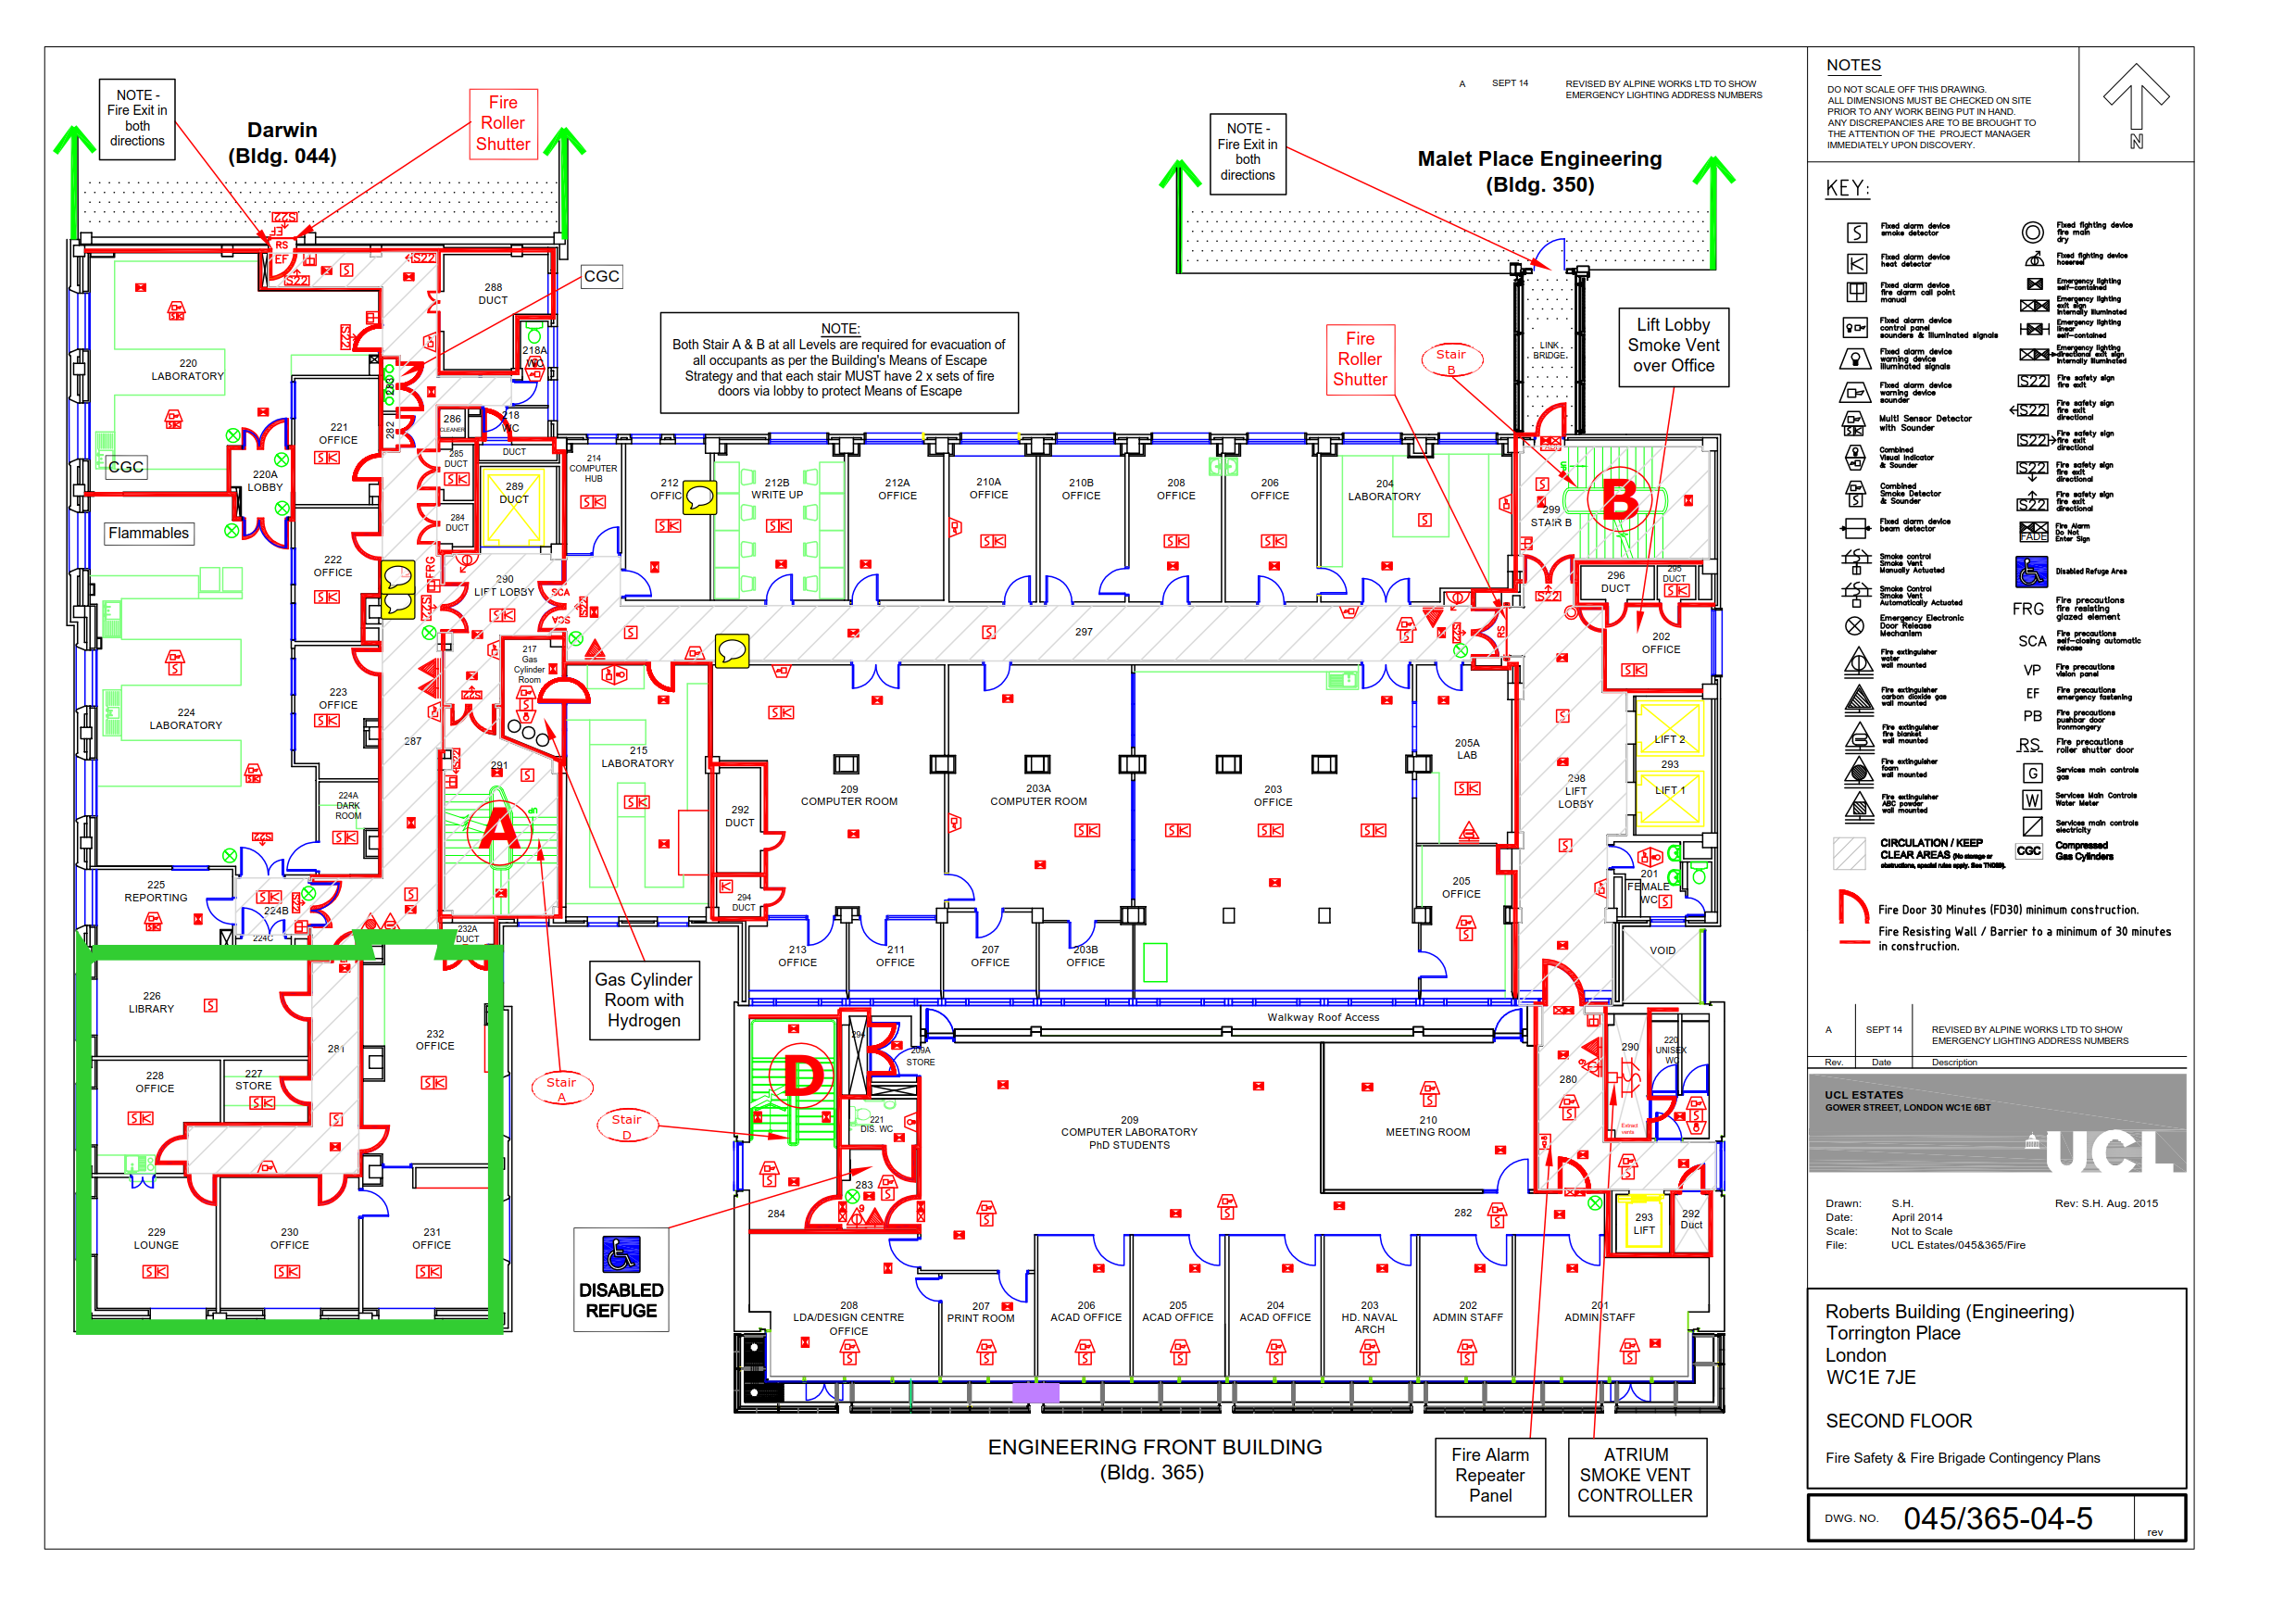 NOTE -
Fire Exit in
both
directions
Darwin
(Bldg. 044)
Fire
Roller
Shutter
A SEPT 14 REVISED BY ALPINE WORKS LTD TO SHOW
EMERGENCY LIGHTING ADDRESS NUMBERS
NOTE -
Fire Exit in
both
directions
Malet Place Engineering
(Bldg. 350)
CGC
NOTE:
Both Stair A & B at all Levels are required for evacuation of
all occupants as per the Building's Means of Escape
Strategy and that each stair MUST have 2 x sets of fire
doors via lobby to protect Means of Escape
Fire
Roller
Shutter
Stair
B
LINK
BRIDGE
Lift Lobby
Smoke Vent
over Office
RS
EF
S22
288
DUCT
218A
WC
220
LABORATORY
221
OFFICE
283
282
286
CLEANER
218
WC
DUCT
285
DUCT
289
DUCT
284
DUCT
CGC
220A
LOBBY
Flammables
222
OFFICE
FRG
290
LIFT LOBBY
SCA
SCA
214
COMPUTER
HUB
212
OFFIC
212B
WRITE UP
212A
OFFICE
210A
OFFICE
210B
OFFICE
208
OFFICE
206
OFFICE
204
LABORATORY
299
STAIR B
B
296
DUCT
295
DUCT
202
OFFICE
RS
297
217
Gas
Cylinder
Room
223
OFFICE
224
LABORATORY
287
291
A
215
LABORATORY
292
DUCT
294
DUCT
209
COMPUTER ROOM
203A
COMPUTER ROOM
203
OFFICE
205A
LAB
205
OFFICE
298
LIFT
LOBBY
LIFT 2
293
LIFT 1
201
FEMALE
WC
VOID
224A
DARK
ROOM
225
REPORTING
224B
224C
232A
DUCT
213
OFFICE
211
OFFICE
207
OFFICE
203B
OFFICE
Walkway Roof Access
226
LIBRARY
281
232
OFFICE
228
OFFICE
227
STORE
229
LOUNGE
230
OFFICE
231
OFFICE
Gas Cylinder
Room with
Hydrogen
Stair
A
Stair
D
DISABLED
REFUGE
D
294
209A
STORE
221
DIS. WC
283
284
209
COMPUTER LABORATORY
PhD STUDENTS
210
MEETING ROOM
280
290
Extract
vents
220
UNISEX
WC
282
293
LIFT
292
Duct
208
LDA/DESIGN CENTRE
OFFICE
207
PRINT ROOM
206
ACAD OFFICE
205
ACAD OFFICE
204
ACAD OFFICE
203
HD. NAVAL
ARCH
202
ADMIN STAFF
201
ADMIN STAFF
ENGINEERING FRONT BUILDING
(Bldg. 365)
Fire Alarm
Repeater
Panel
ATRIUM
SMOKE VENT
CONTROLLER
NOTES
DO NOT SCALE OFF THIS DRAWING.
ALL DIMENSIONS MUST BE CHECKED ON SITE
PRIOR TO ANY WORK BEING PUT IN HAND.
ANY DISCREPANCIES ARE TO BE BROUGHT TO
THE ATTENTION OF THE PROJECT MANAGER
IMMEDIATELY UPON DISCOVERY.
N
KEY:
Fixed alarm device
smoke detector
Fixed alarm device
heat detector
Fixed alarm device
fire alarm call point
manual
Fixed alarm device
control panel
sounders & illuminated signals
Fixed alarm device
warning device
illuminated signals
Fixed alarm device
warning device
sounder
Multi Sensor Detector
with Sounder
Combined
Visual Indicator
& Sounder
Combined
Smoke Detector
& Sounder
Fixed alarm device
beam detector
Smoke control
Smoke Vent
Manually Actuated
Smoke Control
Smoke Vent
Automatically Actuated
Emergency Electronic
Door Release
Mechanism
Fire extinguisher
water
wall mounted
Fire extinguisher
carbon dioxide gas
wall mounted
Fire extinguisher
fire blanket
wall mounted
Fire extinguisher
foam
wall mounted
Fire extinguisher
ABC powder
wall mounted
CIRCULATION / KEEP
CLEAR AREAS (No storage or
obstructions, special rules apply. See TN089).
Fixed fighting device
fire main
dry
Fixed fighting device
hosereel
Emergency lighting
self-contained
Emergency lighting
exit sign
Internally illuminated
Emergency lighting
linear
self-contained
Emergency lighting
directional exit sign
Internally illuminated
S22 Fire safety sign
fire exit
S22 Fire safety sign
fire exit
directional
S22 Fire safety sign
fire exit
directional
S22 Fire safety sign
fire exit
directional
S22 Fire safety sign
fire exit
directional
FADE Fire Alarm
Do Not
Enter Sign
Disabled Refuge Area
FRG Fire precautions
fire resisting
glazed element
SCA Fire precautions
self-closing automatic
release
VP Fire precautions
vision panel
EF Fire precautions
emergency fastening
PB Fire precautions
pushbar door
ironmongery
RS Fire precautions
roller shutter door
G Services main controls
gas
W Services Main Controls
Water Meter
Services main controls
electricity
CGC Compressed
Gas Cylinders
Fire Door 30 Minutes (FD30) minimum construction.
Fire Resisting Wall / Barrier to a minimum of 30 minutes
in construction.
A SEPT 14 REVISED BY ALPINE WORKS LTD TO SHOW
EMERGENCY LIGHTING ADDRESS NUMBERS
Rev. Date Description
UCL ESTATES
GOWER STREET, LONDON WC1E 6BT
UCL
Drawn: S.H. Rev: S.H. Aug. 2015
Date: April 2014
Scale: Not to Scale
File: UCL Estates/045&365/Fire
Roberts Building (Engineering)
Torrington Place
London
WC1E 7JE
SECOND FLOOR
Fire Safety & Fire Brigade Contingency Plans
DWG. NO. 045/365-04-5 rev